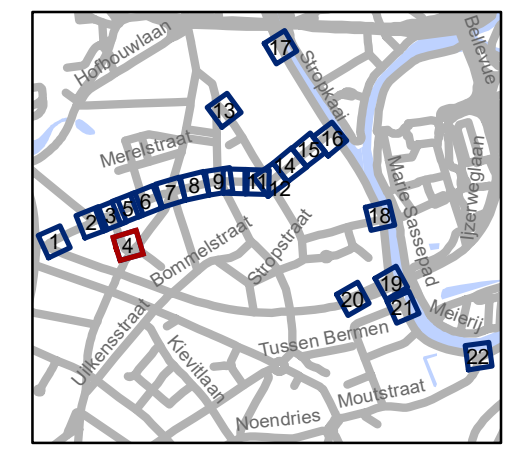 Hofbouwlaan
17
Bellevue
Stropkaai
13
Merelstraat
16
15
14
Ijzerweglaan
Marie Sassepad
11
12
9
8
7
6
5
3
2
1
4
18
Bommelstraat
Stropstraat
19
20
21
Meierij
Uilkensstraat
Tussen Bermen
Kievitlaan
22
Moutstraat
Noendries